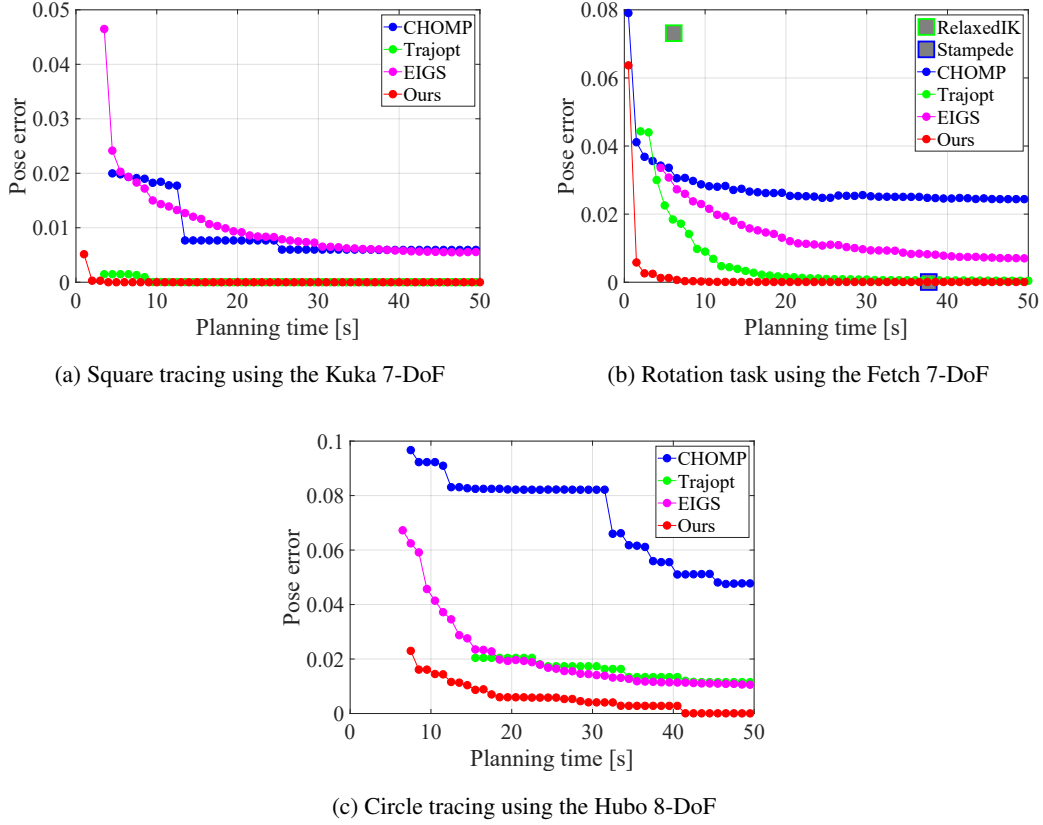 0.05
0.04
0.03
0.02
0.01
0
Pose error
CHOMP
Trajopt
EIGS
Ours
0 10 20 30 40 50
Planning time [s]
(a) Square tracing using the Kuka 7-DoF
0.08
0.06
0.04
0.02
0
Pose error
RelaxedIK
Stampede
CHOMP
Trajopt
EIGS
Ours
0 10 20 30 40 50
Planning time [s]
(b) Rotation task using the Fetch 7-DoF
0.1
0.08
0.06
0.04
0.02
0
Pose error
CHOMP
Trajopt
EIGS
Ours
0 10 20 30 40 50
Planning time [s]
(c) Circle tracing using the Hubo 8-DoF